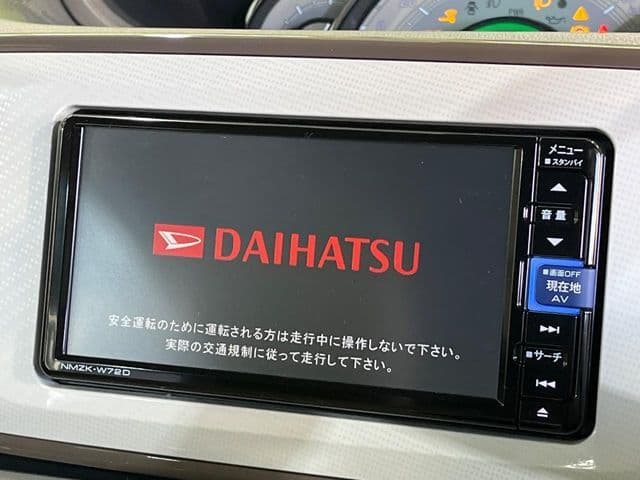 メニュー
■スタンバイ
音量
DAIHATSU
■画面OFF
現在地
AV
安全運転のために運転される方は走行中に操作しないで下さい。
実際の交通規制に従って走行して下さい。
■サーチ
NMZK-W72D